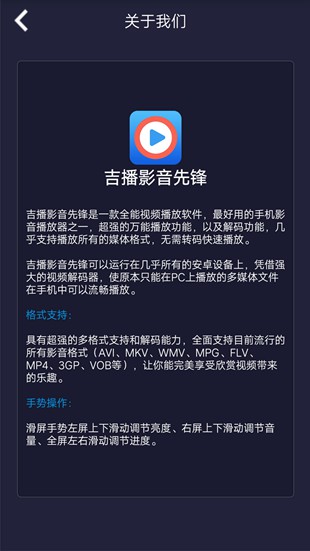 关于我们
吉播影音先锋
吉播影音先锋是一款全能视频播放软件，最好用的手机影
音播放器之一，超强的万能播放功能，以及解码功能，几
乎支持播放所有的媒体格式，无需转码快速播放。
吉播影音先锋可以运行在几乎所有的安卓设备上，凭借强
大的视频解码器，使原本只能在PC上播放的多媒体文件
在手机中可以流畅播放。
格式支持：
具有超强的多格式支持和解码能力，全面支持目前流行的
所有影音格式（AVI、MKV、WMV、MPG、FLV、
MP4、3GP、VOB等），让你能完美享受欣赏视频带来
的乐趣。
手势操作：
滑屏手势左屏上下滑动调节亮度、右屏上下滑动调节音
量、全屏左右滑动调节进度。